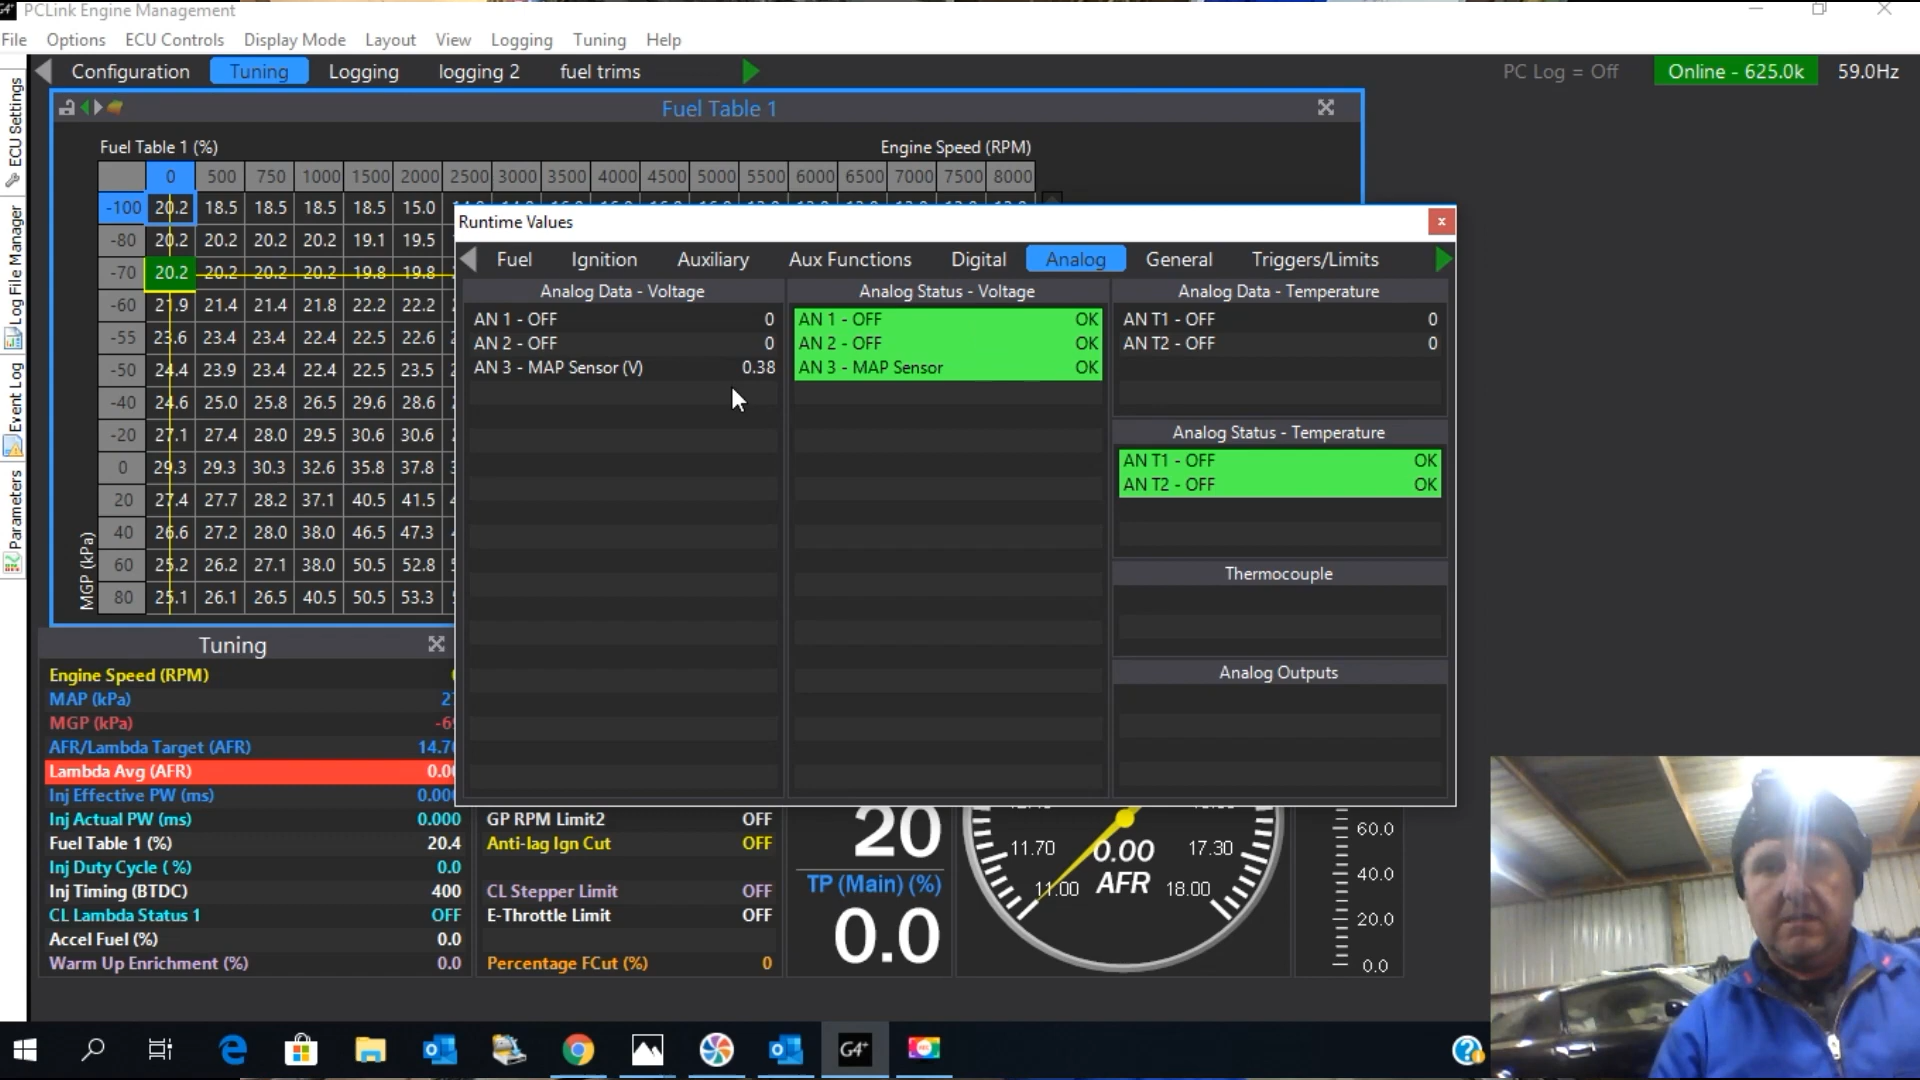 G4+ PCLink Engine Management
File Options ECU Controls Display Mode Layout View Logging Tuning Help
Configuration Tuning Logging logging 2 fuel trims PC Log = Off Online - 625.0k 59.0Hz
ECU Settings
Log File Manager
Event Log
Parameters
Fuel Table 1
Fuel Table 1 (%) Engine Speed (RPM)
0 500 750 1000 1500 2000 2500 3000 3500 4000 4500 5000 5500 6000 6500 7000 7500 8000
-100 20.2 18.5 18.5 18.5 18.5 15.0
-80 20.2 20.2 20.2 20.2 19.1 19.5
-70 20.2 20.2 20.2 20.2 19.8 19.8
-60 21.9 21.4 21.4 21.8 22.2 22.2
-55 23.6 23.4 23.4 22.4 22.5 22.6
-50 24.4 23.9 23.4 22.4 22.5 23.5
-40 24.6 25.0 25.8 26.5 29.6 28.6
-20 27.1 27.4 28.0 29.5 30.6 30.6
0 29.3 29.3 30.3 32.6 35.8 37.8
20 27.4 27.7 28.2 37.1 40.5 41.5
40 26.6 27.2 28.0 38.0 46.5 47.3
60 25.2 26.2 27.1 38.0 50.5 52.8
80 25.1 26.1 26.5 40.5 50.5 53.3
MGP (kPa)
Runtime Values
Fuel Ignition Auxiliary Aux Functions Digital Analog General Triggers/Limits
Analog Data - Voltage
AN 1 - OFF 0
AN 2 - OFF 0
AN 3 - MAP Sensor (V) 0.38
Analog Status - Voltage
AN 1 - OFF OK
AN 2 - OFF OK
AN 3 - MAP Sensor OK
Analog Data - Temperature
AN T1 - OFF 0
AN T2 - OFF 0
Analog Status - Temperature
AN T1 - OFF OK
AN T2 - OFF OK
Thermocouple
Analog Outputs
Tuning
Engine Speed (RPM)
MAP (kPa)
MGP (kPa)
AFR/Lambda Target (AFR)
Lambda Avg (AFR)
Inj Effective PW (ms)
Inj Actual PW (ms) 0.000
Fuel Table 1 (%) 20.4
Inj Duty Cycle ( %) 0.0
Inj Timing (BTDC) 400
CL Lambda Status 1 OFF
Accel Fuel (%) 0.0
Warm Up Enrichment (%) 0.0
GP RPM Limit2 OFF
Anti-lag Ign Cut OFF
CL Stepper Limit OFF
E-Throttle Limit OFF
Percentage FCut (%) 0
20
TP (Main) (%)
0.0
11.70 0.00 17.30
11.00 AFR 18.00
60.0
40.0
20.0
0.0
G4+